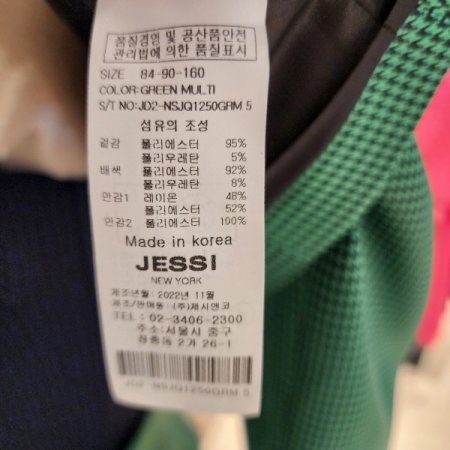 품질경영 및 공산품안전
관리법에 의한 품질표시
SIZE 84-90-160
COLOR:GREEN MULTI
S/T NO:JD2-NSJQ1250GRM 5
섬유의 조성
겉감 폴리에스터 95%
폴리우레탄 5%
배색 폴리에스터 92%
폴리우레탄 8%
안감1 레이온 48%
폴리에스터 52%
안감2 폴리에스터 100%
Made in korea
JESSI
NEW YORK
제조년월: 2022년 11월
제조/판매원: (주)제시앤코
TEL : 02-3406-2300
주소:서울시 중구
장충동 2가 26-1
JD2-NSJQ1250GRM 5